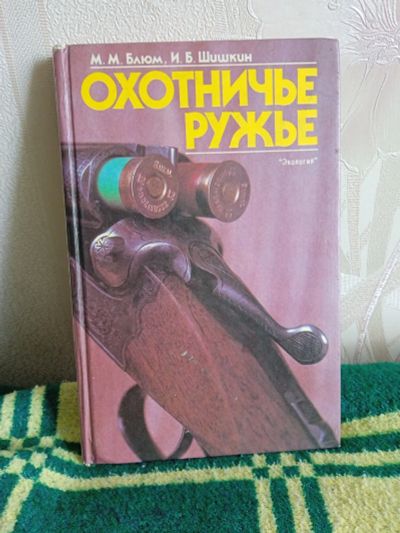 М. М. Блюм, И. Б. Шишкин
ОХОТНИЧЬЕ
РУЖЬЕ
"Экология"